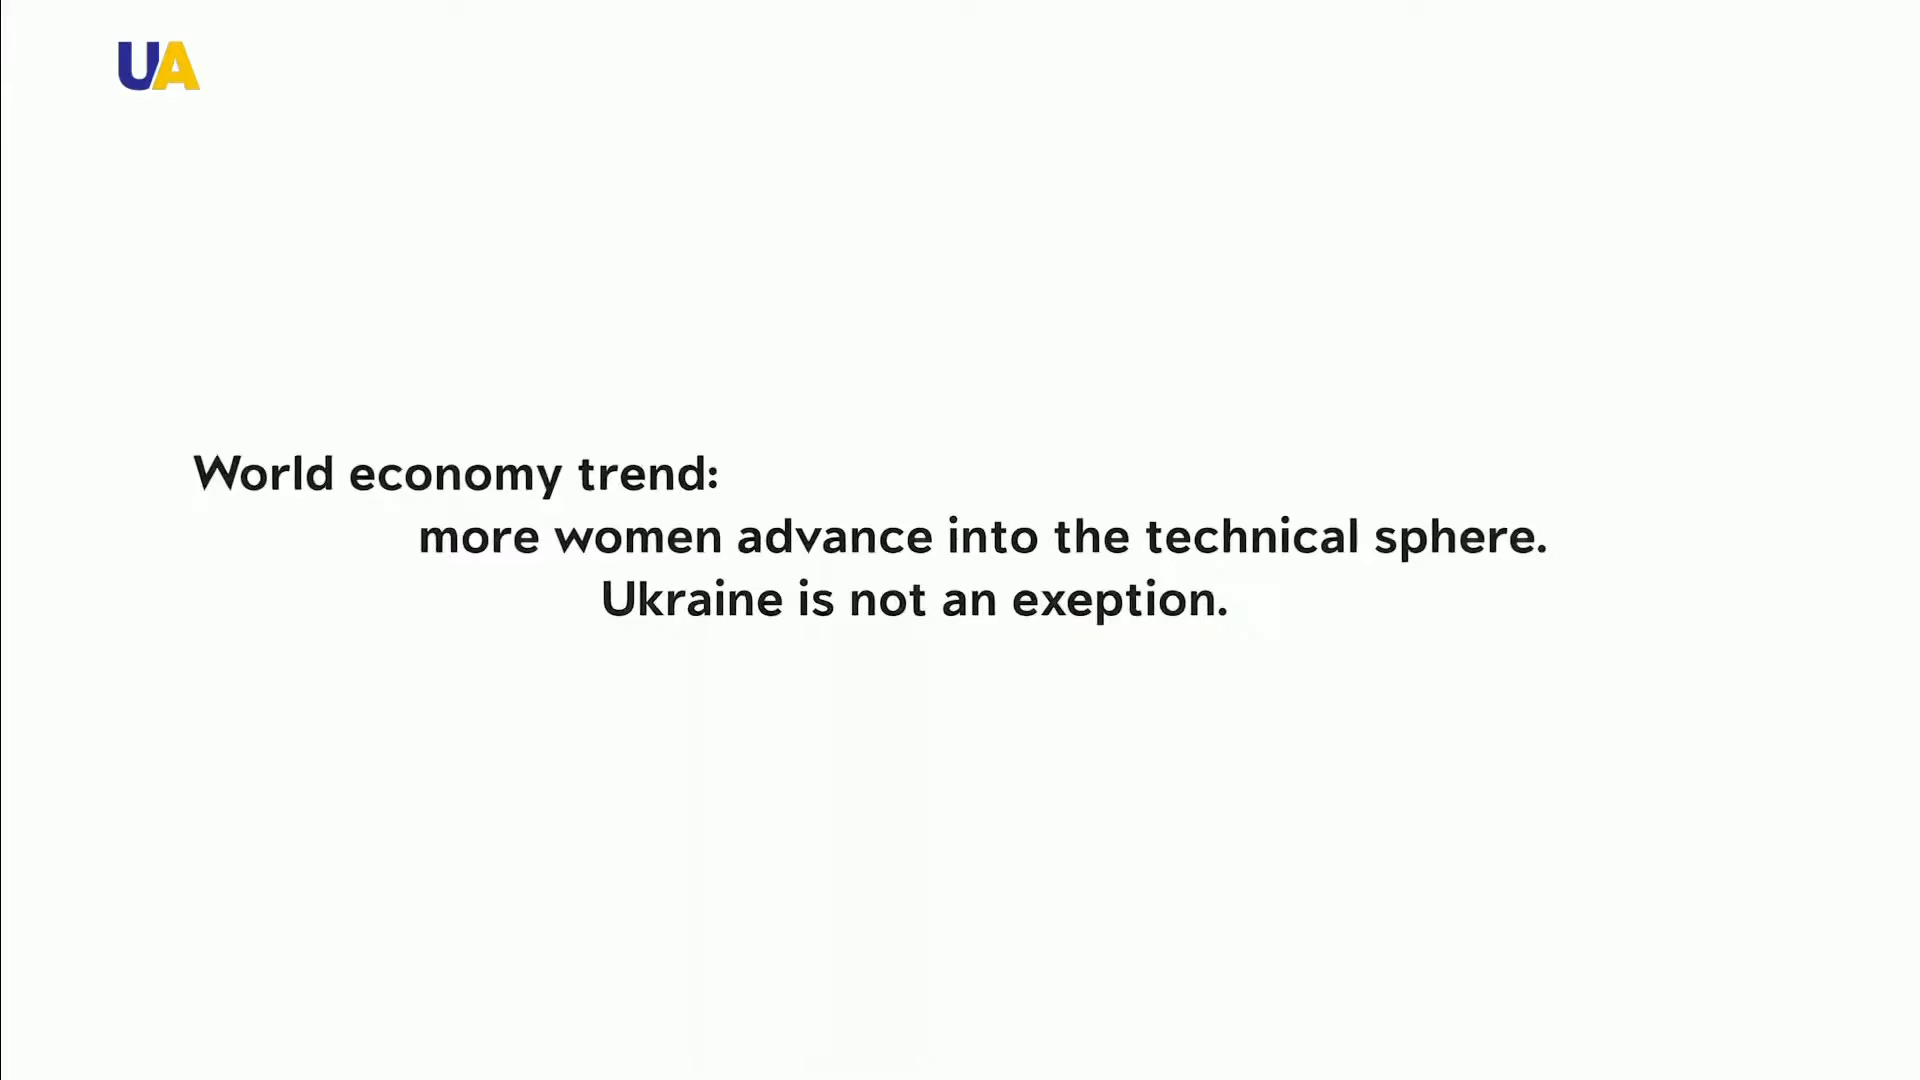 UA
World economy trend:
more women advance into the technical sphere.
Ukraine is not an exeption.